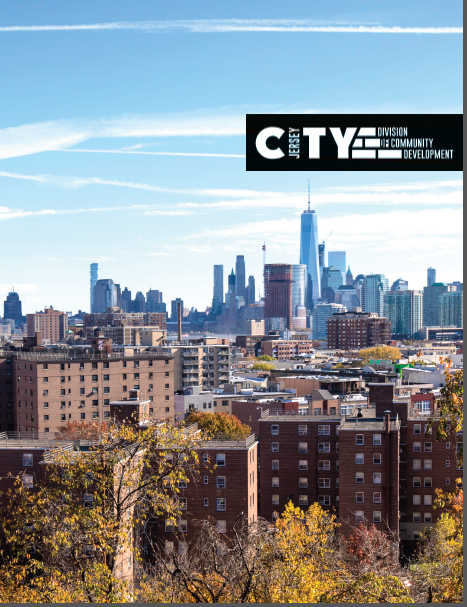 CITY
JERSEY
DIVISION
OF COMMUNITY
DEVELOPMENT